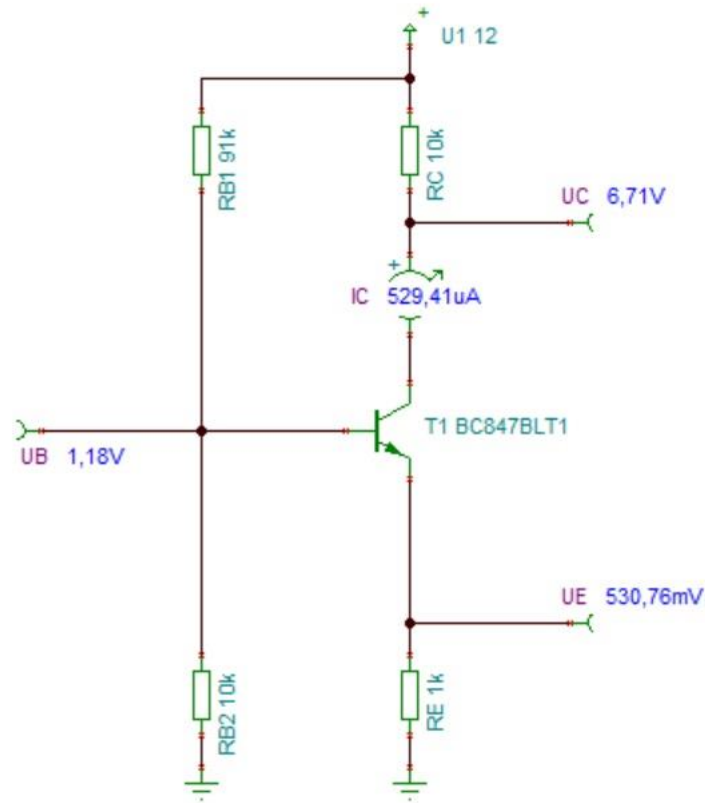 +
U1 12
RB1 91k
RC 10k
UC 6,71V
+
IC 529,41uA
T1 BC847BLT1
UB 1,18V
UE 530,76mV
RB2 10k
RE 1k